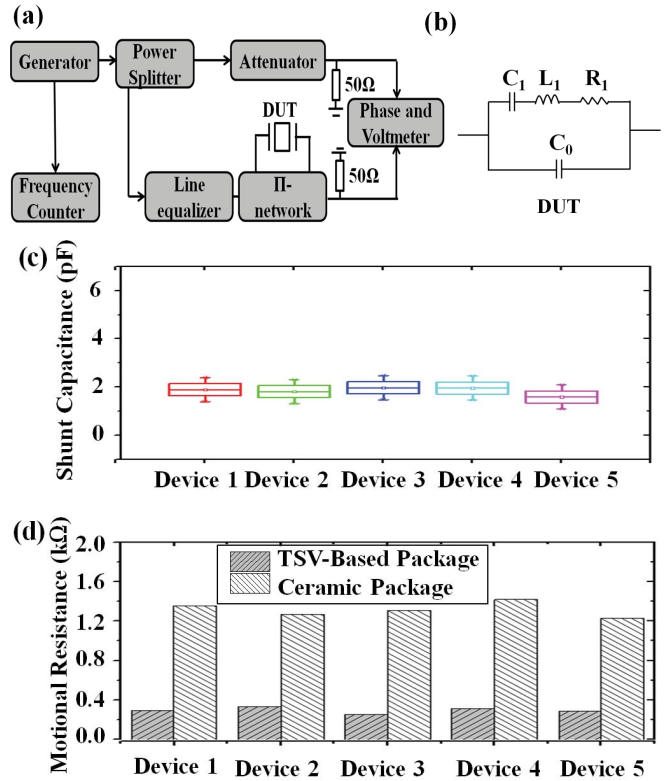 (a)
Generator
Power
Splitter
Attenuator
50Ω
DUT
Phase and
Voltmeter
Frequency
Counter
Line
equalizer
Π-
network
50Ω
(b)
C1 L1 R1
C0
DUT
(c)
Shunt Capacitance (pF)
6
4
2
0
Device 1 Device 2 Device 3 Device 4 Device 5
(d)
Motional Resistance (kΩ)
2.0
1.6
1.2
0.8
0.4
0.0
TSV-Based Package
Ceramic Package
Device 1 Device 2 Device 3 Device 4 Device 5